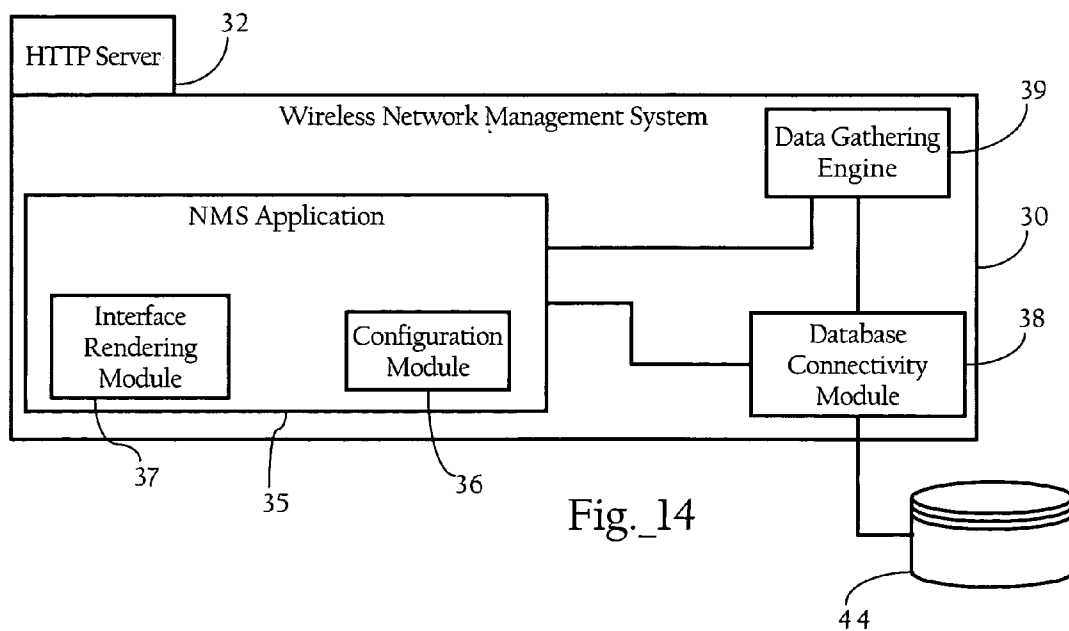 HTTP Server
32
Wireless Network Management System
39
Data Gathering
Engine
NMS Application
30
Interface
Rendering
Module
Configuration
Module
Database
Connectivity
Module
38
37
35
36
Fig._14
44